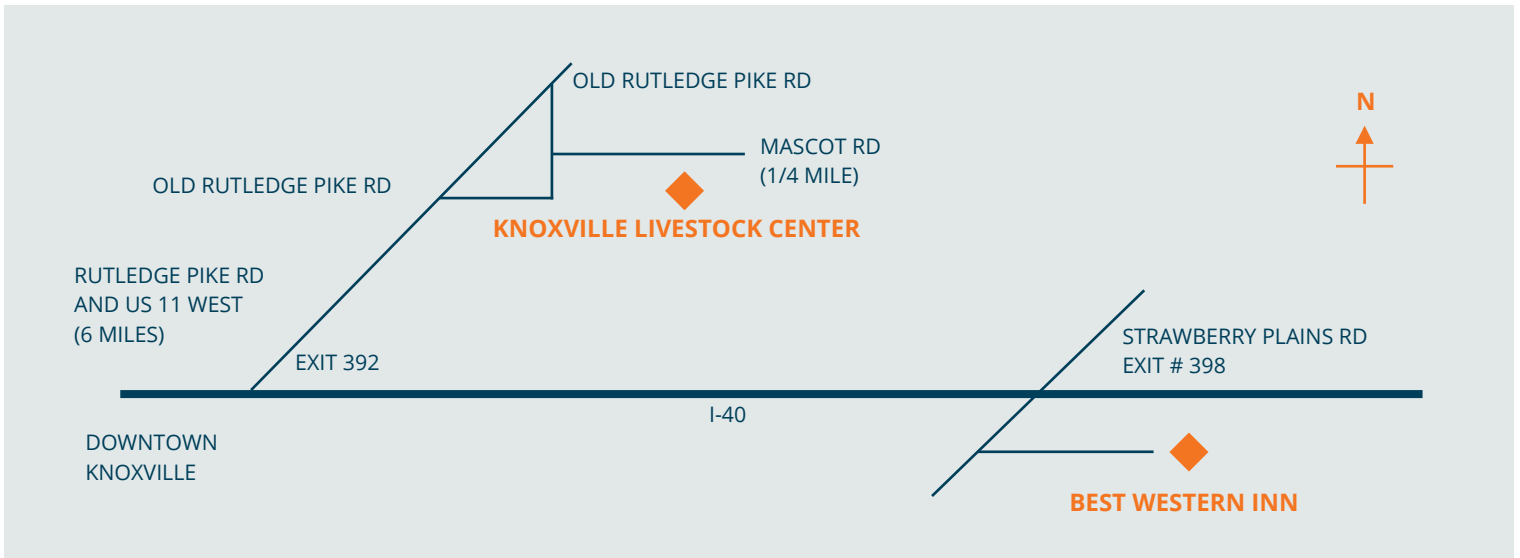 OLD RUTLEDGE PIKE RD
N
MASCOT RD
(1/4 MILE)
OLD RUTLEDGE PIKE RD
KNOXVILLE LIVESTOCK CENTER
RUTLEDGE PIKE RD
AND US 11 WEST
(6 MILES)
EXIT 392
STRAWBERRY PLAINS RD
EXIT # 398
I-40
DOWNTOWN
KNOXVILLE
BEST WESTERN INN